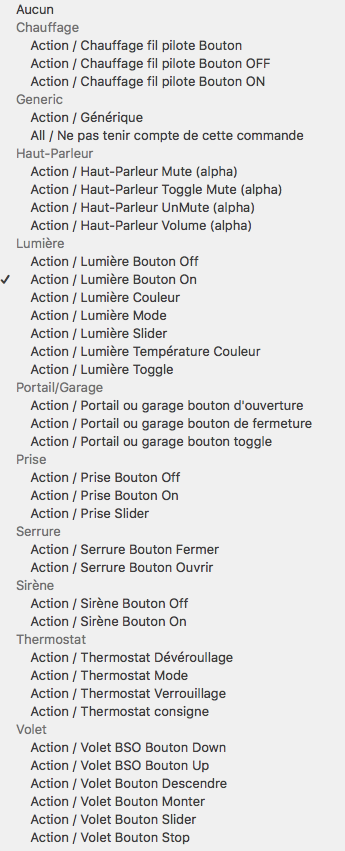 Aucun
Chauffage
Action / Chauffage fil pilote Bouton
Action / Chauffage fil pilote Bouton OFF
Action / Chauffage fil pilote Bouton ON
Generic
Action / Générique
All / Ne pas tenir compte de cette commande
Haut-Parleur
Action / Haut-Parleur Mute (alpha)
Action / Haut-Parleur Toggle Mute (alpha)
Action / Haut-Parleur UnMute (alpha)
Action / Haut-Parleur Volume (alpha)
Lumière
Action / Lumière Bouton Off
✓ Action / Lumière Bouton On
Action / Lumière Couleur
Action / Lumière Mode
Action / Lumière Slider
Action / Lumière Température Couleur
Action / Lumière Toggle
Portail/Garage
Action / Portail ou garage bouton d'ouverture
Action / Portail ou garage bouton de fermeture
Action / Portail ou garage bouton toggle
Prise
Action / Prise Bouton Off
Action / Prise Bouton On
Action / Prise Slider
Serrure
Action / Serrure Bouton Fermer
Action / Serrure Bouton Ouvrir
Sirène
Action / Sirène Bouton Off
Action / Sirène Bouton On
Thermostat
Action / Thermostat Dévéroullage
Action / Thermostat Mode
Action / Thermostat Verrouillage
Action / Thermostat consigne
Volet
Action / Volet BSO Bouton Down
Action / Volet BSO Bouton Up
Action / Volet Bouton Descendre
Action / Volet Bouton Monter
Action / Volet Bouton Slider
Action / Volet Bouton Stop